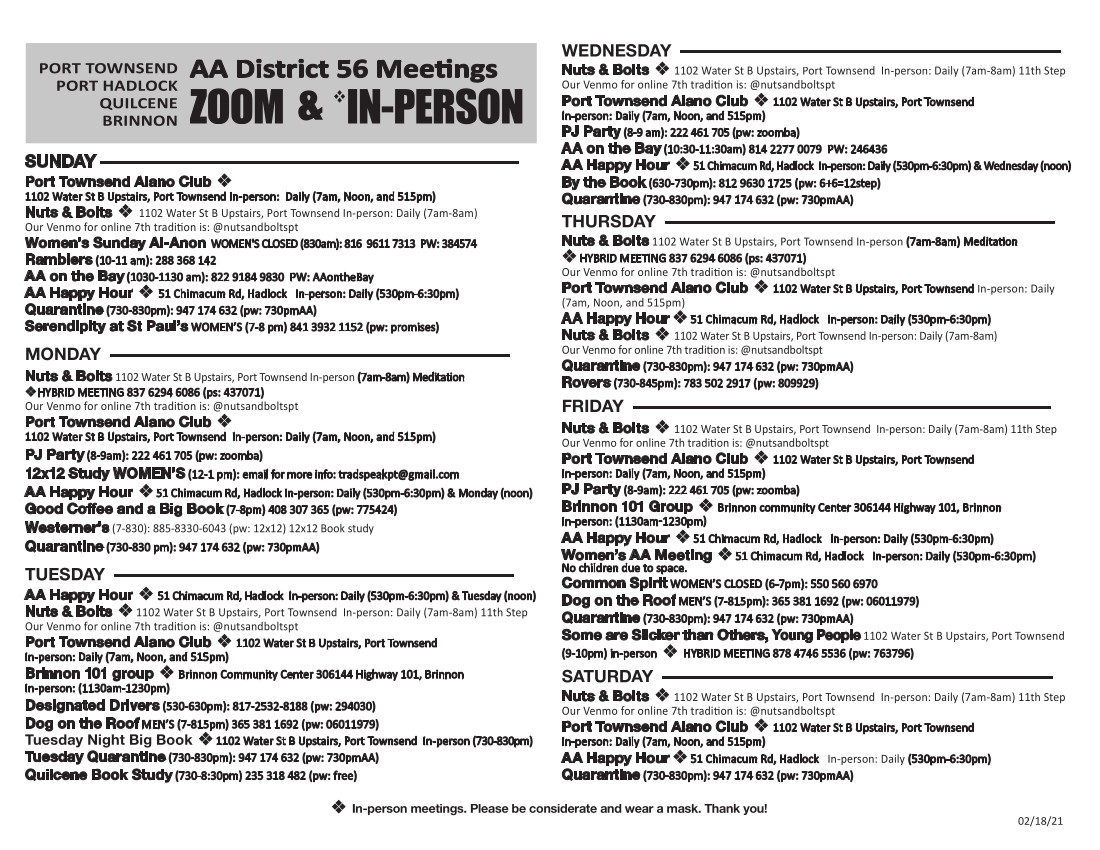 PORT TOWNSEND
PORT HADLOCK
QUILCENE
BRINNON
AA District 56 Meetings
ZOOM & ❖IN-PERSON
SUNDAY
Port Townsend Alano Club ❖
1102 Water St B Upstairs, Port Townsend In-person: Daily (7am, Noon, and 515pm)
Nuts & Bolts ❖ 1102 Water St B Upstairs, Port Townsend In-person: Daily (7am-8am)
Our Venmo for online 7th tradition is: @nutsandboltspt
Women's Sunday Al-Anon WOMEN'S CLOSED (830am): 816 9611 7313 PW: 384574
Ramblers (10-11 am): 288 368 142
AA on the Bay (1030-1130 am): 822 9184 9830 PW: AAontheBay
AA Happy Hour ❖ 51 Chimacum Rd, Hadlock In-person: Daily (530pm-6:30pm)
Quarantine (730-830pm): 947 174 632 (pw: 730pmAA)
Serendipity at St Paul's WOMEN'S (7-8 pm) 841 3932 1152 (pw: promises)
MONDAY
Nuts & Bolts 1102 Water St B Upstairs, Port Townsend In-person (7am-8am) Meditation
❖HYBRID MEETING 837 6294 6086 (ps: 437071)
Our Venmo for online 7th tradition is: @nutsandboltspt
Port Townsend Alano Club ❖
1102 Water St B Upstairs, Port Townsend In-person: Daily (7am, Noon, and 515pm)
PJ Party (8-9am): 222 461 705 (pw: zoomba)
12x12 Study WOMEN'S (12-1 pm): email for more info: tradspeakpt@gmail.com
AA Happy Hour ❖ 51 Chimacum Rd, Hadlock In-person: Daily (530pm-6:30pm) & Monday (noon)
Good Coffee and a Big Book (7-8pm) 408 307 365 (pw: 775424)
Westerner's (7-830): 885-8330-6043 (pw: 12x12) 12x12 Book study
Quarantine (730-830 pm): 947 174 632 (pw: 730pmAA)
TUESDAY
AA Happy Hour ❖ 51 Chimacum Rd, Hadlock In-person: Daily (530pm-6:30pm) & Tuesday (noon)
Nuts & Bolts ❖ 1102 Water St B Upstairs, Port Townsend In-person: Daily (7am-8am) 11th Step
Our Venmo for online 7th tradition is: @nutsandboltspt
Port Townsend Alano Club ❖ 1102 Water St B Upstairs, Port Townsend
In-person: Daily (7am, Noon, and 515pm)
Brinnon 101 group ❖ Brinnon Community Center 306144 Highway 101, Brinnon
In-person: (1130am-1230pm)
Designated Drivers (530-630pm): 817-2532-8188 (pw: 294030)
Dog on the Roof MEN'S (7-815pm) 365 381 1692 (pw: 06011979)
Tuesday Night Big Book ❖ 1102 Water St B Upstairs, Port Townsend In-person (730-830pm)
Tuesday Quarantine (730-830pm): 947 174 632 (pw: 730pmAA)
Quilcene Book Study (730-8:30pm) 235 318 482 (pw: free)
WEDNESDAY
Nuts & Bolts ❖ 1102 Water St B Upstairs, Port Townsend In-person: Daily (7am-8am) 11th Step
Our Venmo for online 7th tradition is: @nutsandboltspt
Port Townsend Alano Club ❖ 1102 Water St B Upstairs, Port Townsend
In-person: Daily (7am, Noon, and 515pm)
PJ Party (8-9 am): 222 461 705 (pw: zoomba)
AA on the Bay (10:30-11:30am) 814 2277 0079 PW: 246436
AA Happy Hour ❖ 51 Chimacum Rd, Hadlock In-person: Daily (530pm-6:30pm) & Wednesday (noon)
By the Book (630-730pm): 812 9630 1725 (pw: 6+6=12step)
Quarantine (730-830pm): 947 174 632 (pw: 730pmAA)
THURSDAY
Nuts & Bolts 1102 Water St B Upstairs, Port Townsend In-person (7am-8am) Meditation
❖ HYBRID MEETING 837 6294 6086 (ps: 437071)
Our Venmo for online 7th tradition is: @nutsandboltspt
Port Townsend Alano Club ❖ 1102 Water St B Upstairs, Port Townsend In-person: Daily
(7am, Noon, and 515pm)
AA Happy Hour ❖ 51 Chimacum Rd, Hadlock In-person: Daily (530pm-6:30pm)
Nuts & Bolts ❖ 1102 Water St B Upstairs, Port Townsend In-person: Daily (7am-8am)
Our Venmo for online 7th tradition is: @nutsandboltspt
Quarantine (730-830pm): 947 174 632 (pw: 730pmAA)
Rovers (730-845pm): 783 502 2917 (pw: 809929)
FRIDAY
Nuts & Bolts ❖ 1102 Water St B Upstairs, Port Townsend In-person: Daily (7am-8am) 11th Step
Our Venmo for online 7th tradition is: @nutsandboltspt
Port Townsend Alano Club ❖ 1102 Water St B Upstairs, Port Townsend
In-person: Daily (7am, Noon, and 515pm)
PJ Party (8-9am): 222 461 705 (pw: zoomba)
Brinnon 101 Group ❖ Brinnon community Center 306144 Highway 101, Brinnon
In-person: (1130am-1230pm)
AA Happy Hour ❖ 51 Chimacum Rd, Hadlock In-person: Daily (530pm-6:30pm)
Women's AA Meeting ❖ 51 Chimacum Rd, Hadlock In-person: Daily (530pm-6:30pm)
No children due to space.
Common Spirit WOMEN'S CLOSED (6-7pm): 550 560 6970
Dog on the Roof MEN'S (7-815pm): 365 381 1692 (pw: 06011979)
Quarantine (730-830pm): 947 174 632 (pw: 730pmAA)
Some are Slicker than Others, Young People 1102 Water St B Upstairs, Port Townsend
(9-10pm) in-person ❖ HYBRID MEETING 878 4746 5536 (pw: 763796)
SATURDAY
Nuts & Bolts ❖ 1102 Water St B Upstairs, Port Townsend In-person: Daily (7am-8am) 11th Step
Our Venmo for online 7th tradition is: @nutsandboltspt
Port Townsend Alano Club ❖ 1102 Water St B Upstairs, Port Townsend
In-person: Daily (7am, Noon, and 515pm)
AA Happy Hour ❖ 51 Chimacum Rd, Hadlock In-person: Daily (530pm-6:30pm)
Quarantine (730-830pm): 947 174 632 (pw: 730pmAA)
❖ In-person meetings. Please be considerate and wear a mask. Thank you!
02/18/21